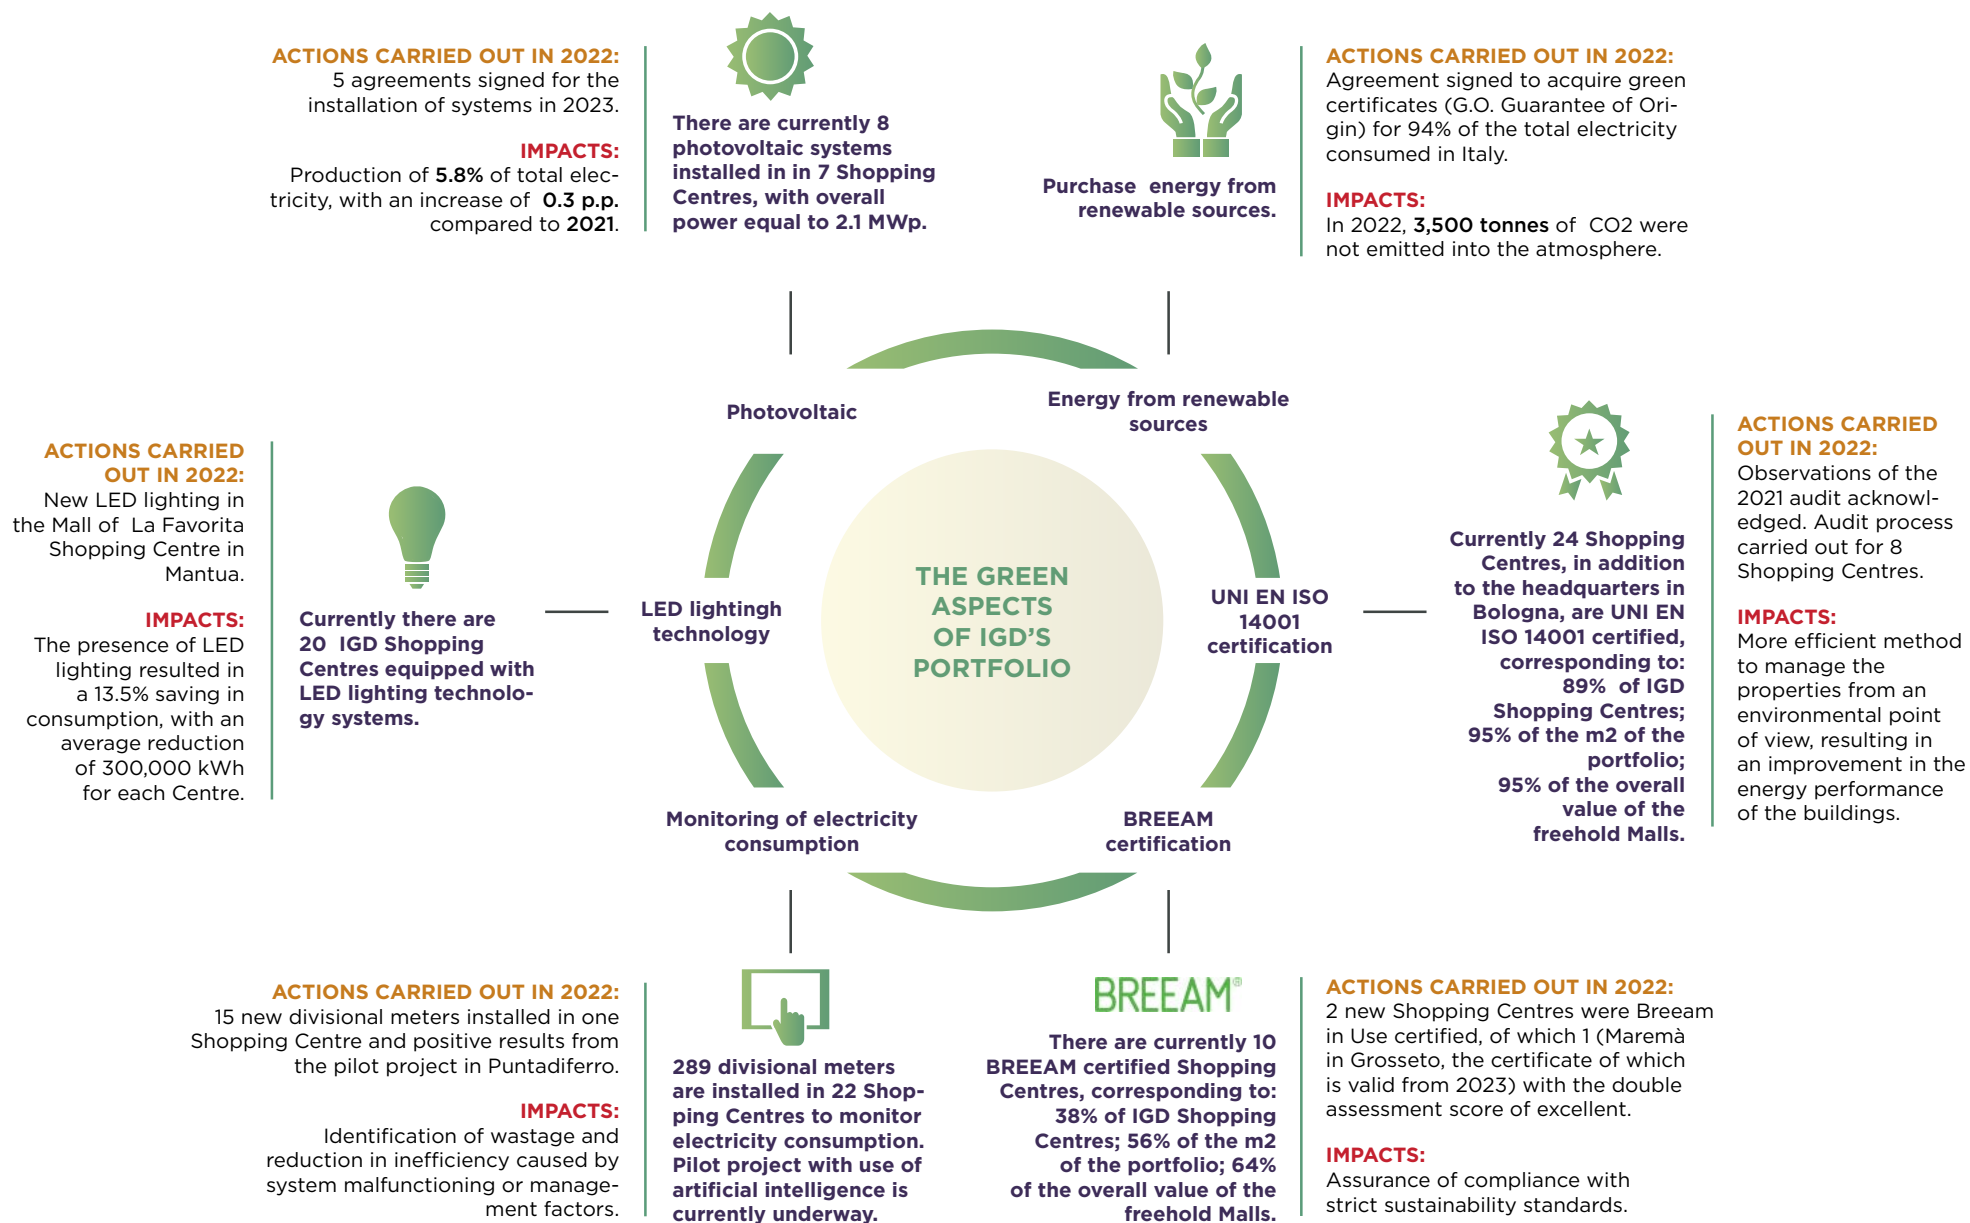 ACTIONS CARRIED OUT IN 2022:
5 agreements signed for the
installation of systems in 2023.
IMPACTS:
Production of 5.8% of total elec-
tricity, with an increase of 0.3 p.p.
compared to 2021.
There are currently 8
photovoltaic systems
installed in in 7 Shopping
Centres, with overall
power equal to 2.1 MWp.
Purchase energy from
renewable sources.
ACTIONS CARRIED OUT IN 2022:
Agreement signed to acquire green
certificates (G.O. Guarantee of Ori-
gin) for 94% of the total electricity
consumed in Italy.
IMPACTS:
In 2022, 3,500 tonnes of CO2 were
not emitted into the atmosphere.
Photovoltaic
Energy from renewable
sources
ACTIONS CARRIED
OUT IN 2022:
New LED lighting in
the Mall of La Favorita
Shopping Centre in
Mantua.
IMPACTS:
The presence of LED
lighting resulted in
a 13.5% saving in
consumption, with an
average reduction
of 300,000 kWh
for each Centre.
Currently there are
20 IGD Shopping
Centres equipped with
LED lighting technolo-
gy systems.
LED lightingh
technology
THE GREEN
ASPECTS
OF IGD'S
PORTFOLIO
UNI EN ISO
14001
certification
Currently 24 Shopping
Centres, in addition
to the headquarters in
Bologna, are UNI EN
ISO 14001 certified,
corresponding to:
89% of IGD
Shopping Centres;
95% of the m2 of the
portfolio;
95% of the overall
value of the
freehold Malls.
ACTIONS CARRIED
OUT IN 2022:
Observations of the
2021 audit acknowl-
edged. Audit process
carried out for 8
Shopping Centres.
IMPACTS:
More efficient method
to manage the
properties from an
environmental point
of view, resulting in
an improvement in the
energy performance
of the buildings.
Monitoring of electricity
consumption
BREEAM
certification
ACTIONS CARRIED OUT IN 2022:
15 new divisional meters installed in one
Shopping Centre and positive results from
the pilot project in Puntadiferro.
IMPACTS:
Identification of wastage and
reduction in inefficiency caused by
system malfunctioning or manage-
ment factors.
289 divisional meters
are installed in 22 Shop-
ping Centres to monitor
electricity consumption.
Pilot project with use of
artificial intelligence is
currently underway.
BREEAM®
There are currently 10
BREEAM certified Shopping
Centres, corresponding to:
38% of IGD Shopping
Centres; 56% of the m2
of the portfolio; 64%
of the overall value of the
freehold Malls.
ACTIONS CARRIED OUT IN 2022:
2 new Shopping Centres were Breeam
in Use certified, of which 1 (Maremà
in Grosseto, the certificate of which
is valid from 2023) with the double
assessment score of excellent.
IMPACTS:
Assurance of compliance with
strict sustainability standards.